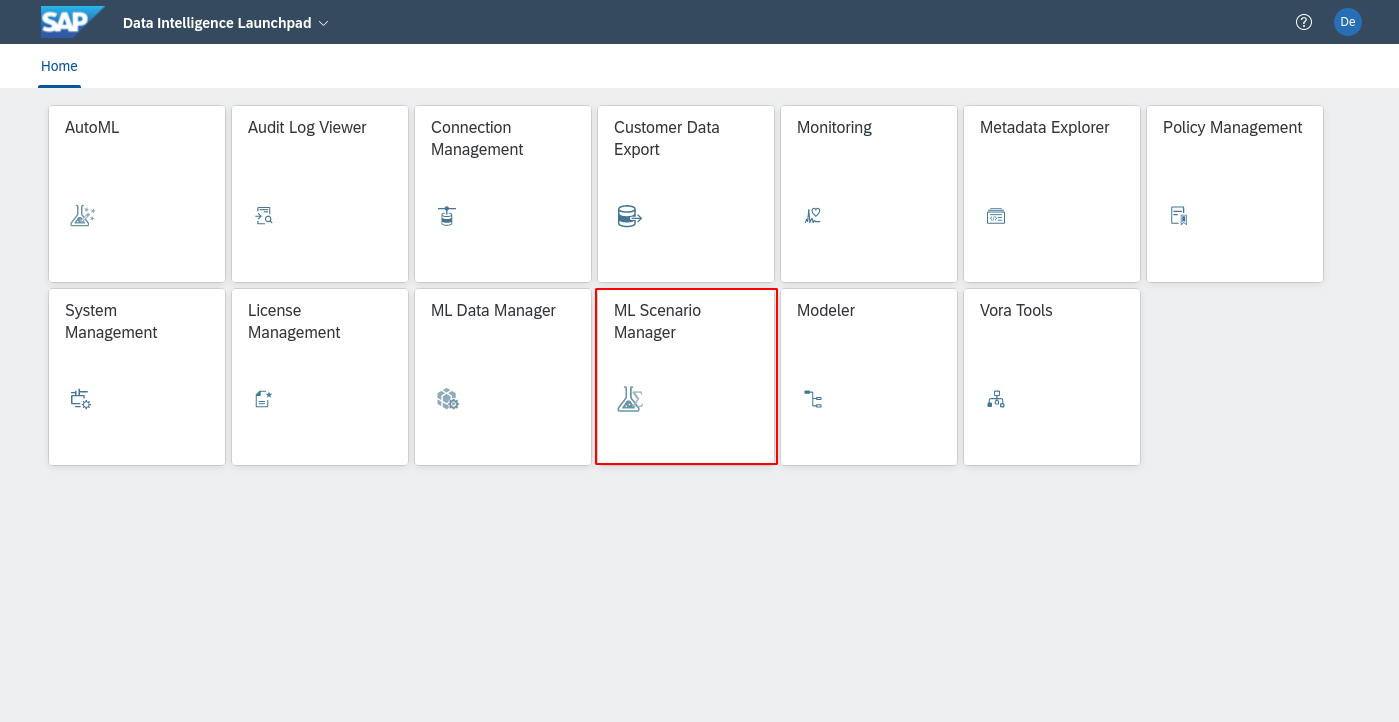 SAP
Data Intelligence Launchpad
De
Home
AutoML
Audit Log Viewer
Connection
Management
Customer Data
Export
Monitoring
Metadata Explorer
Policy Management
System
Management
License
Management
ML Data Manager
ML Scenario
Manager
Modeler
Vora Tools